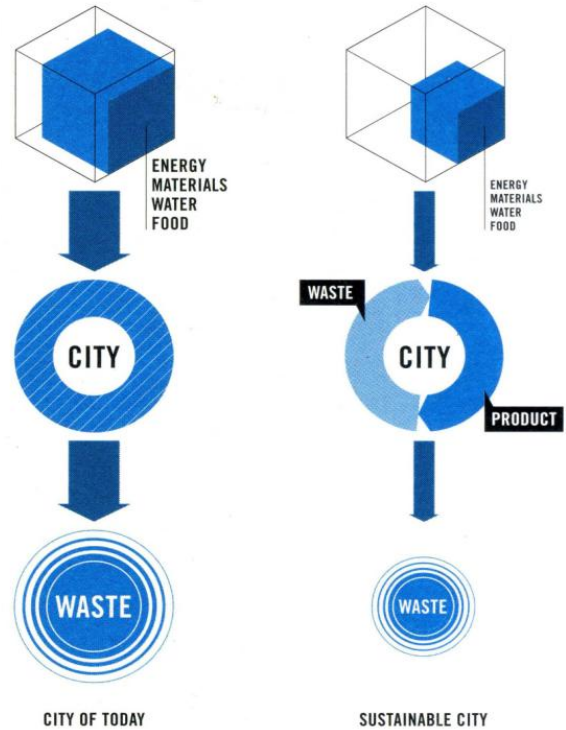 ENERGY
MATERIALS
WATER
FOOD
CITY
WASTE
CITY OF TODAY
ENERGY
MATERIALS
WATER
FOOD
WASTE
CITY
PRODUCT
WASTE
SUSTAINABLE CITY